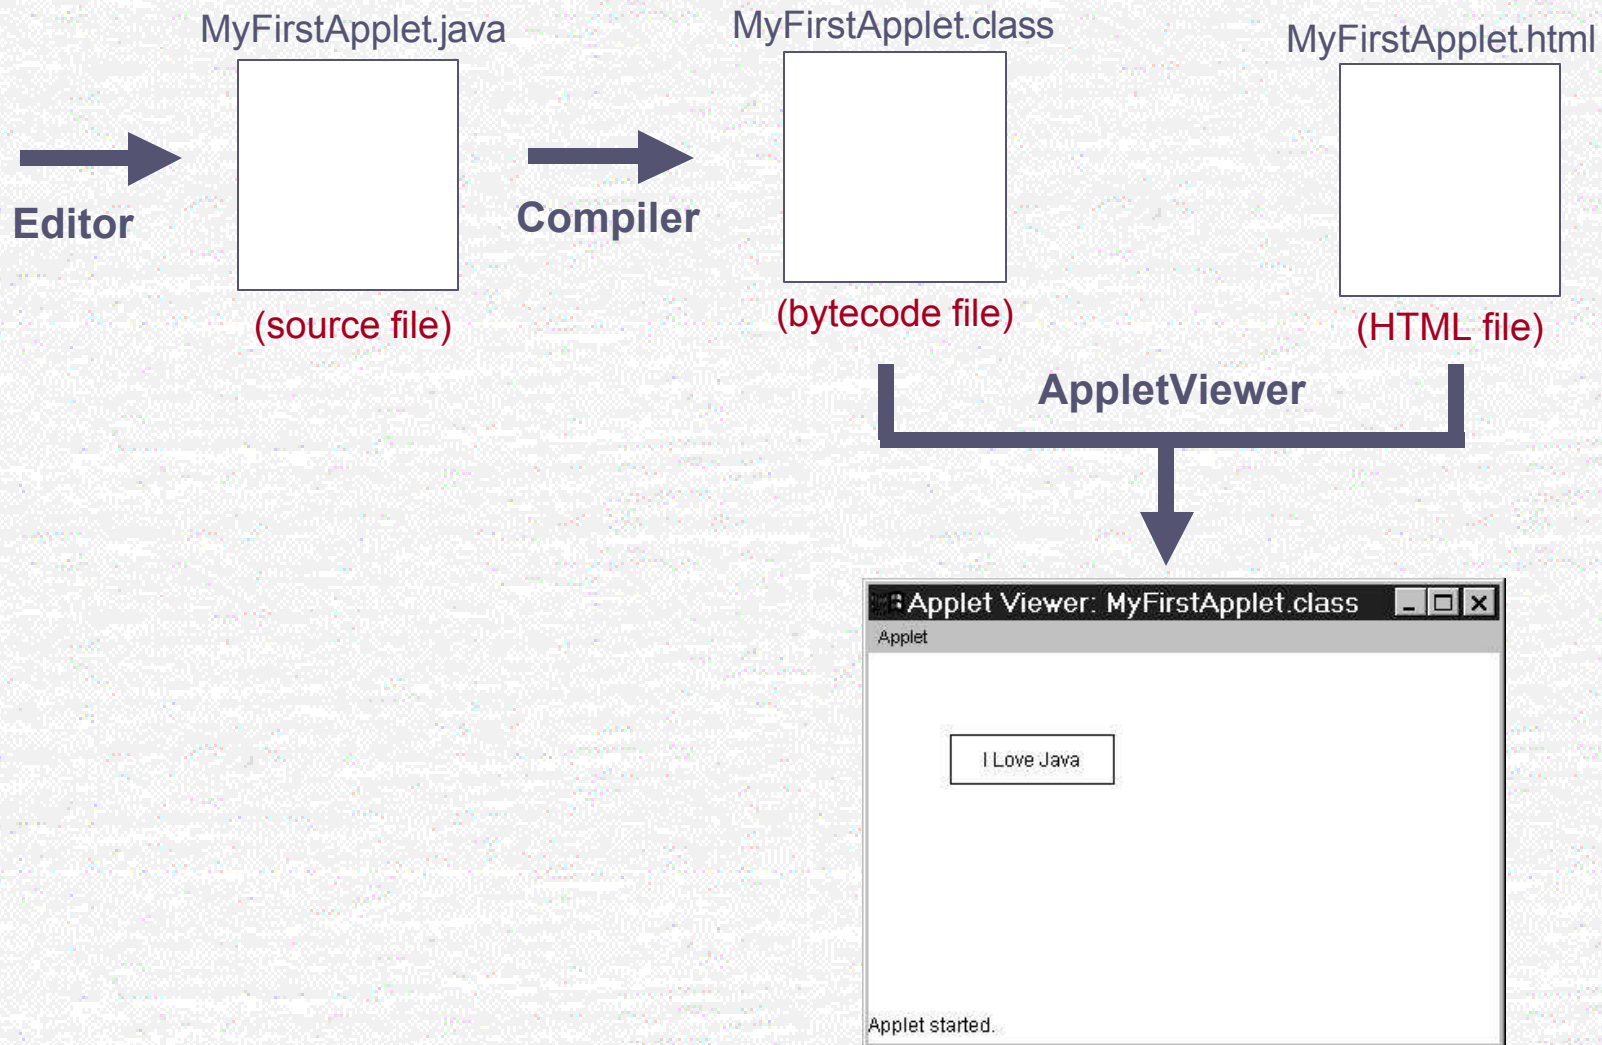 MyFirstApplet.java
MyFirstApplet.class
MyFirstApplet.html
Editor
Compiler
(source file)
(bytecode file)
(HTML file)
AppletViewer
Applet Viewer: MyFirstApplet.class
Applet
I Love Java
Applet started.